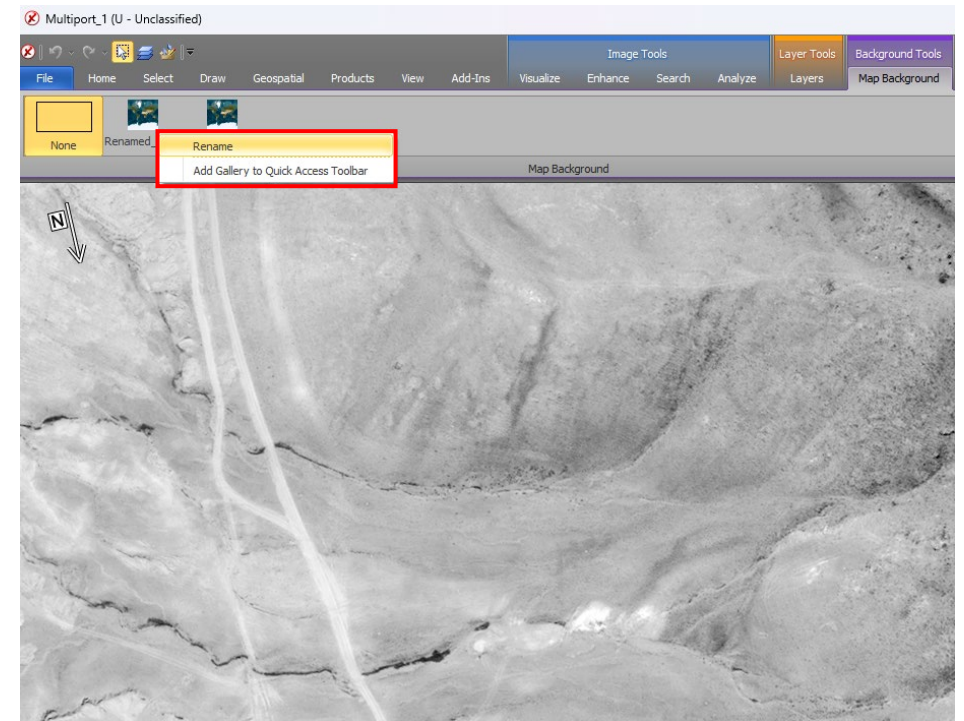 Multiport_1 (U - Unclassified)
Image Tools
Layer Tools
Background Tools
File
Home
Select
Draw
Geospatial
Products
View
Add-Ins
Visualize
Enhance
Search
Analyze
Layers
Map Background
None
Renamed_
Rename
Add Gallery to Quick Access Toolbar
Map Background
N